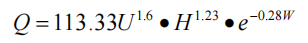 Q = 113.33U^{1.6} • H^{1.23} • e^{-0.28W}